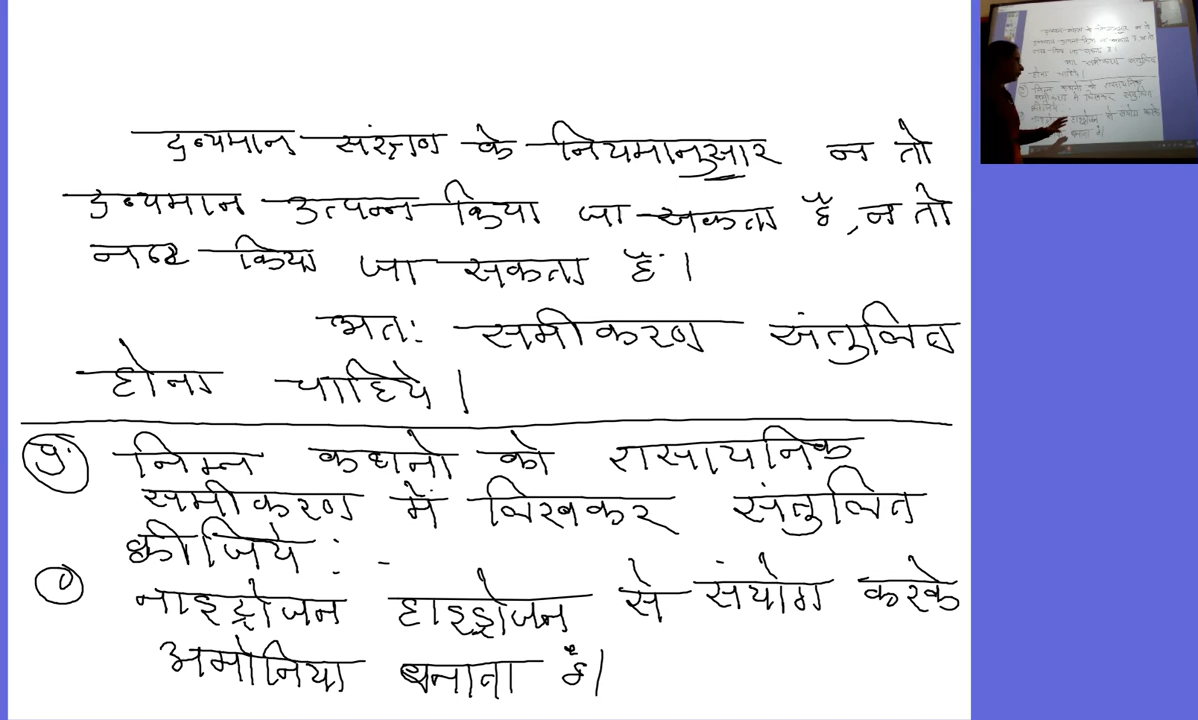 द्रव्यमान संरक्षण के नियमानुसार न तो
द्रव्यमान उत्पन्न किया जा सकता है, न तो
नष्ट किया जा सकता है।
अतः समीकरण संतुलित
होना चाहिये।
प्र. निम्न कथनो को रासायनिक
समीकरण में लिखकर संतुलित
कीजिये :-
(i) नाइट्रोजन हाइड्रोजन से संयोग करके
अमोनिया बनाता है।